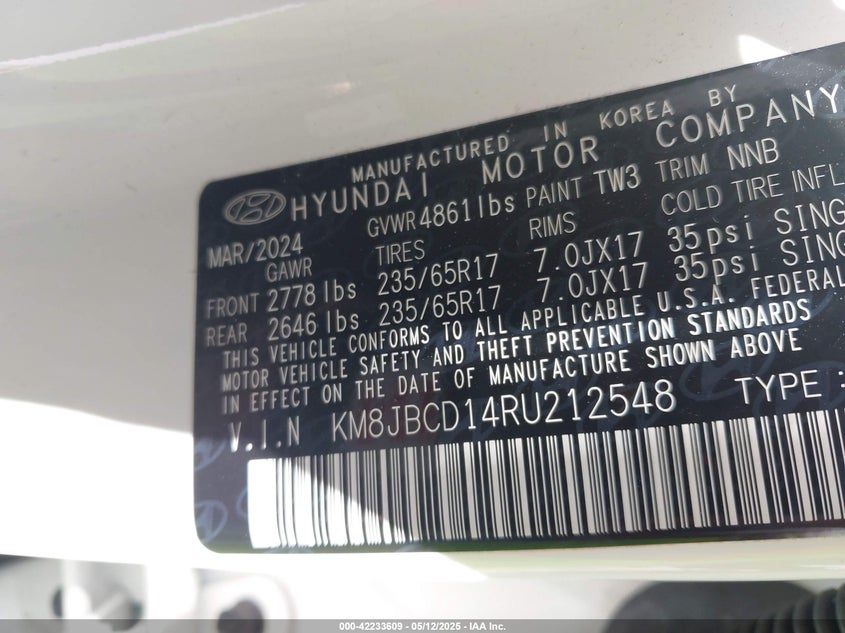 MANUFACTURED IN KOREA BY
HYUNDAI MOTOR COMPANY
MAR/2024 GVWR 4861lbs PAINT TW3 TRIM NNB
GAWR TIRES RIMS COLD TIRE INFL
FRONT 2778 lbs 235/65R17 7.0JX17 35psi SING
REAR 2646 lbs 235/65R17 7.0JX17 35psi SING
THIS VEHICLE CONFORMS TO ALL APPLICABLE U.S.A. FEDERAL
MOTOR VEHICLE SAFETY AND THEFT PREVENTION STANDARDS
IN EFFECT ON THE DATE OF MANUFACTURE SHOWN ABOVE
V.I.N KM8JBCD14RU212548 TYPE :
000-42233609 - 05/12/2025 - IAA Inc.